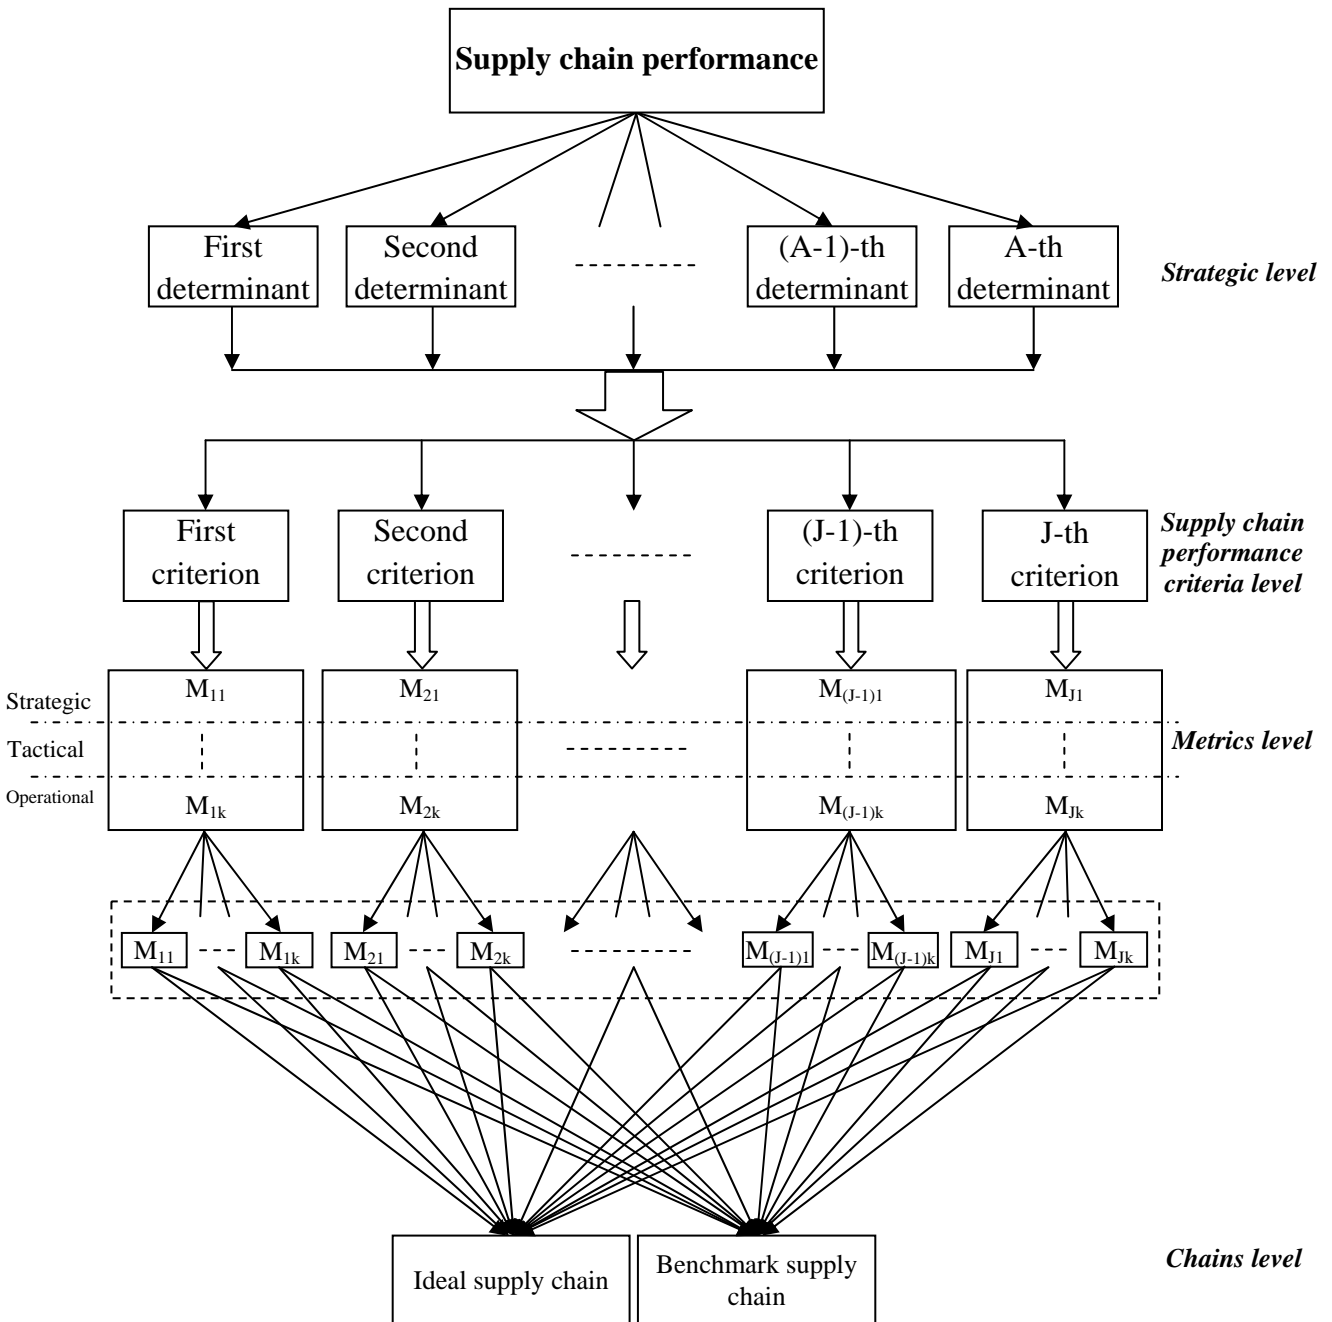 Supply chain performance
First
determinant
Second
determinant
(A-1)-th
determinant
A-th
determinant
Strategic level
First
criterion
Second
criterion
(J-1)-th
criterion
J-th
criterion
Supply chain
performance
criteria level
Strategic
Tactical
Operational
M11
M1k
M21
M2k
M(J-1)1
M(J-1)k
MJ1
MJk
Metrics level
M11
M1k
M21
M2k
M(J-1)1
M(J-1)k
MJ1
MJk
Ideal supply chain
Benchmark supply
chain
Chains level